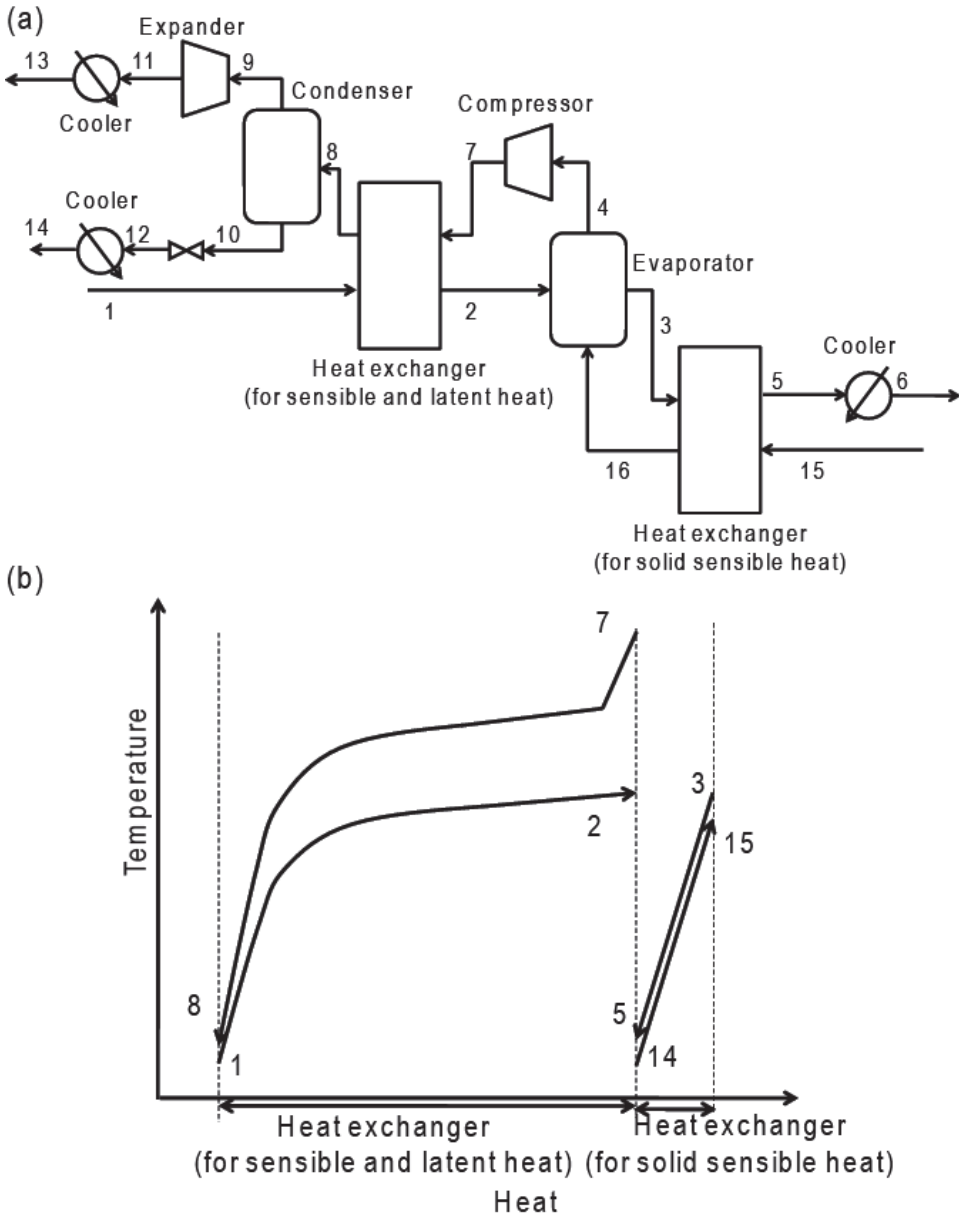 (a)
Expander
13
11
9
Condenser
Compressor
Cooler
8
7
Cooler
4
14
12
10
Evaporator
1
2
3
Cooler
Heat exchanger
(for sensible and latent heat)
5
6
16
15
Heat exchanger
(for solid sensible heat)
(b)
7
Temperature
3
2
15
8
5
1
14
Heat exchanger
(for sensible and latent heat)
Heat exchanger
(for solid sensible heat)
Heat